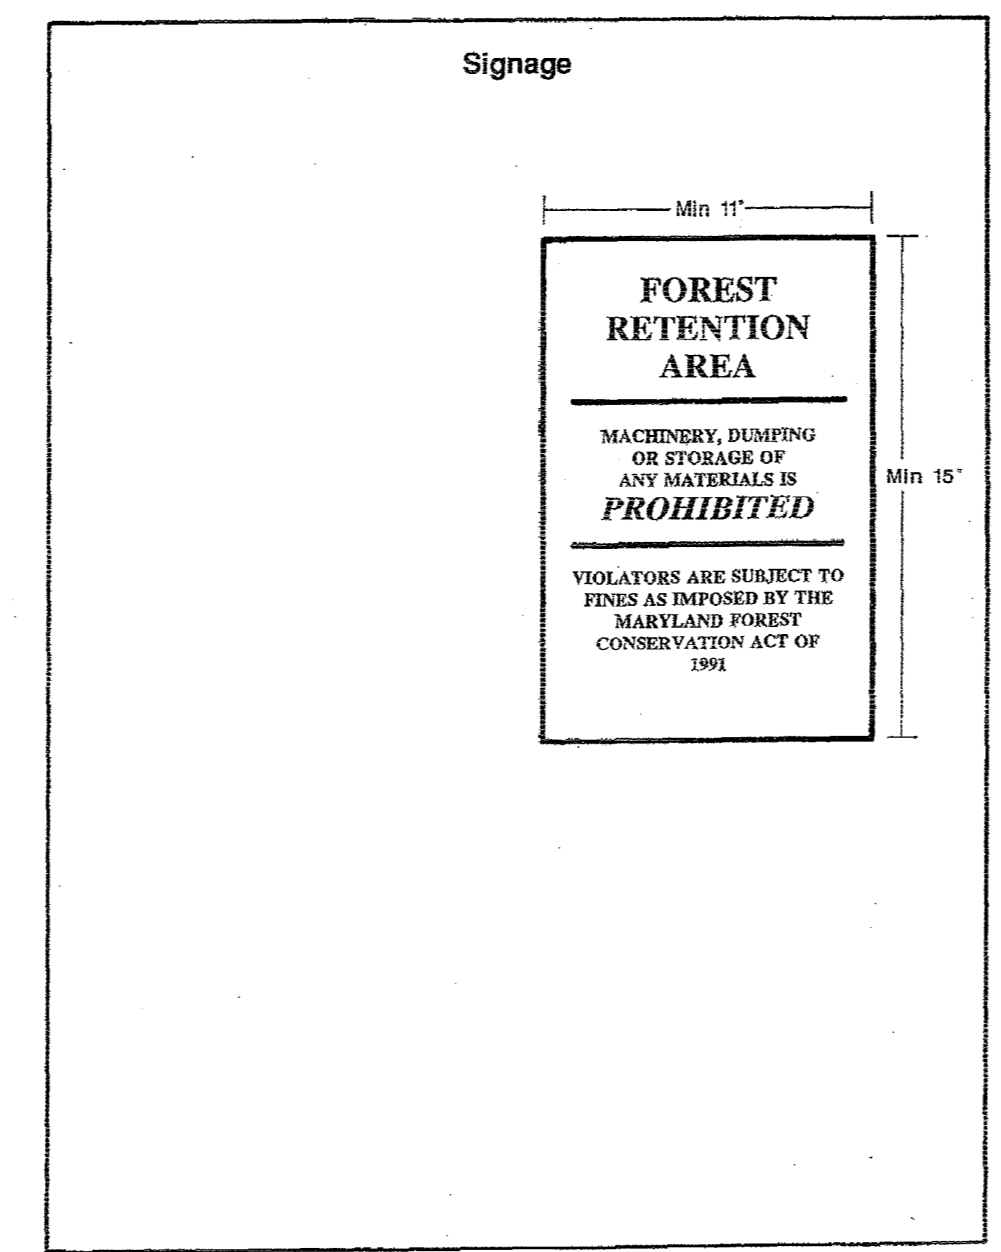 Signage
Min 11"
FOREST
RETENTION
AREA
MACHINERY, DUMPING
OR STORAGE OF
ANY MATERIALS IS
PROHIBITED
Min 15"
VIOLATORS ARE SUBJECT TO
FINES AS IMPOSED BY THE
MARYLAND FOREST
CONSERVATION ACT OF
1991